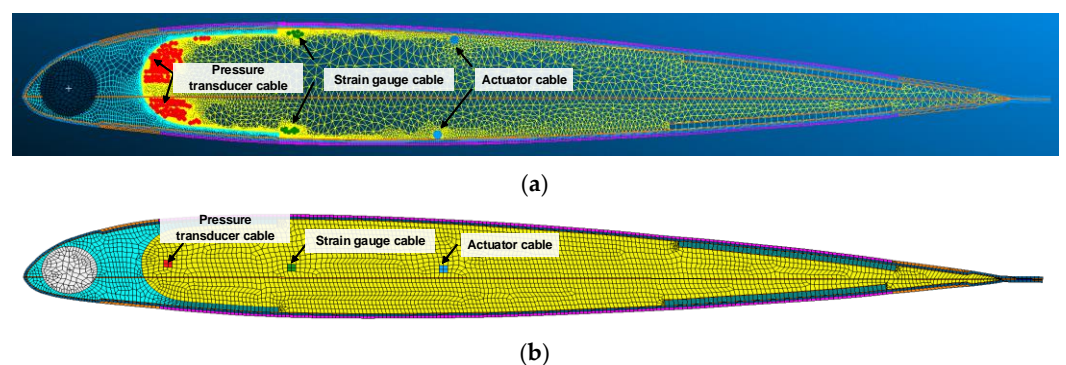 Pressure
transducer cable
Strain gauge cable
Actuator cable
(a)
Pressure
transducer cable
Strain gauge cable
Actuator cable
(b)